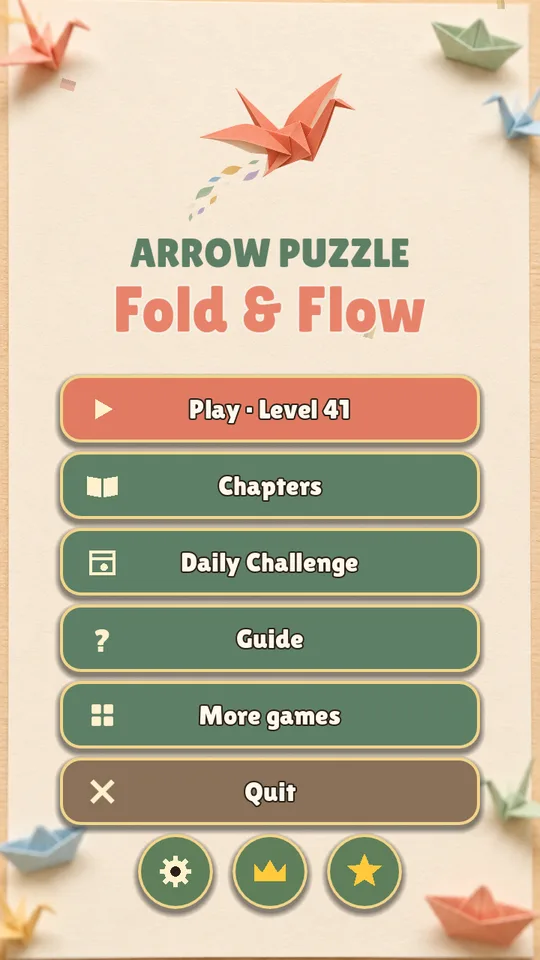 ARROW PUZZLE
Fold & Flow
Play · Level 41
Chapters
Daily Challenge
? Guide
More games
Quit